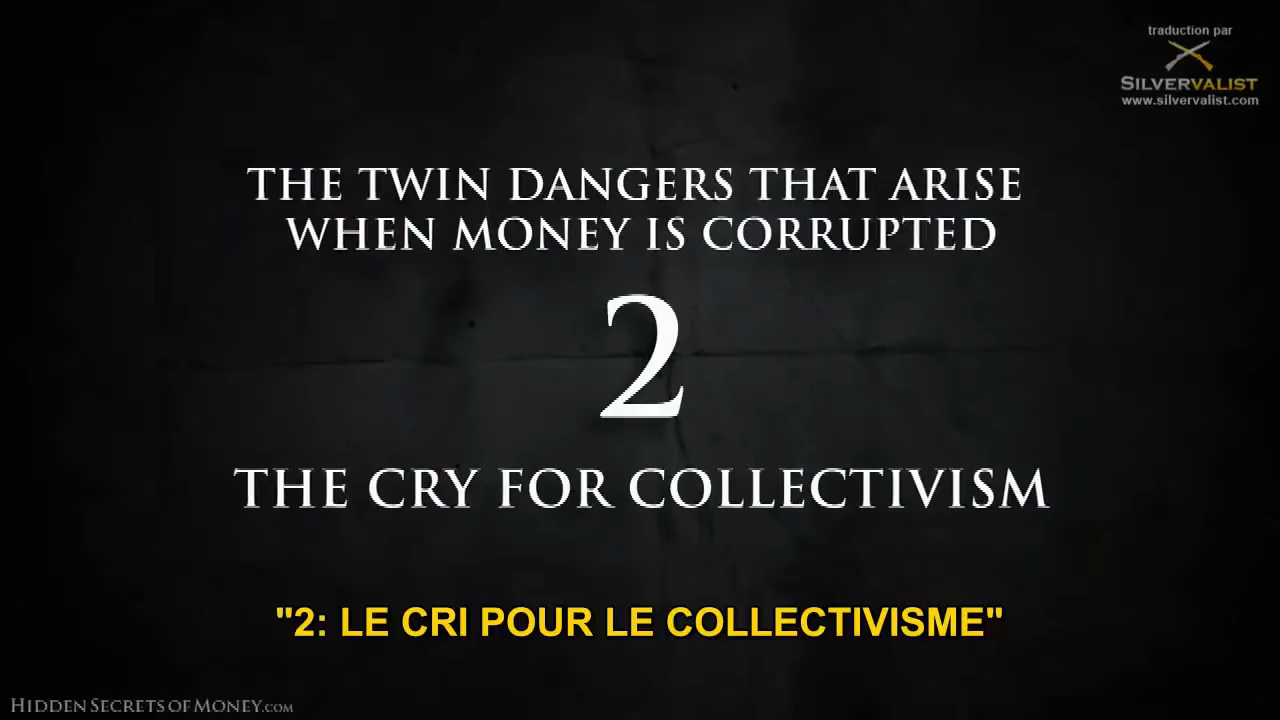 traduction par
SILVERVALIST
www.silvervalist.com
THE TWIN DANGERS THAT ARISE
WHEN MONEY IS CORRUPTED
2
THE CRY FOR COLLECTIVISM
"2: LE CRI POUR LE COLLECTIVISME"
HIDDEN SECRETS OF MONEY.COM